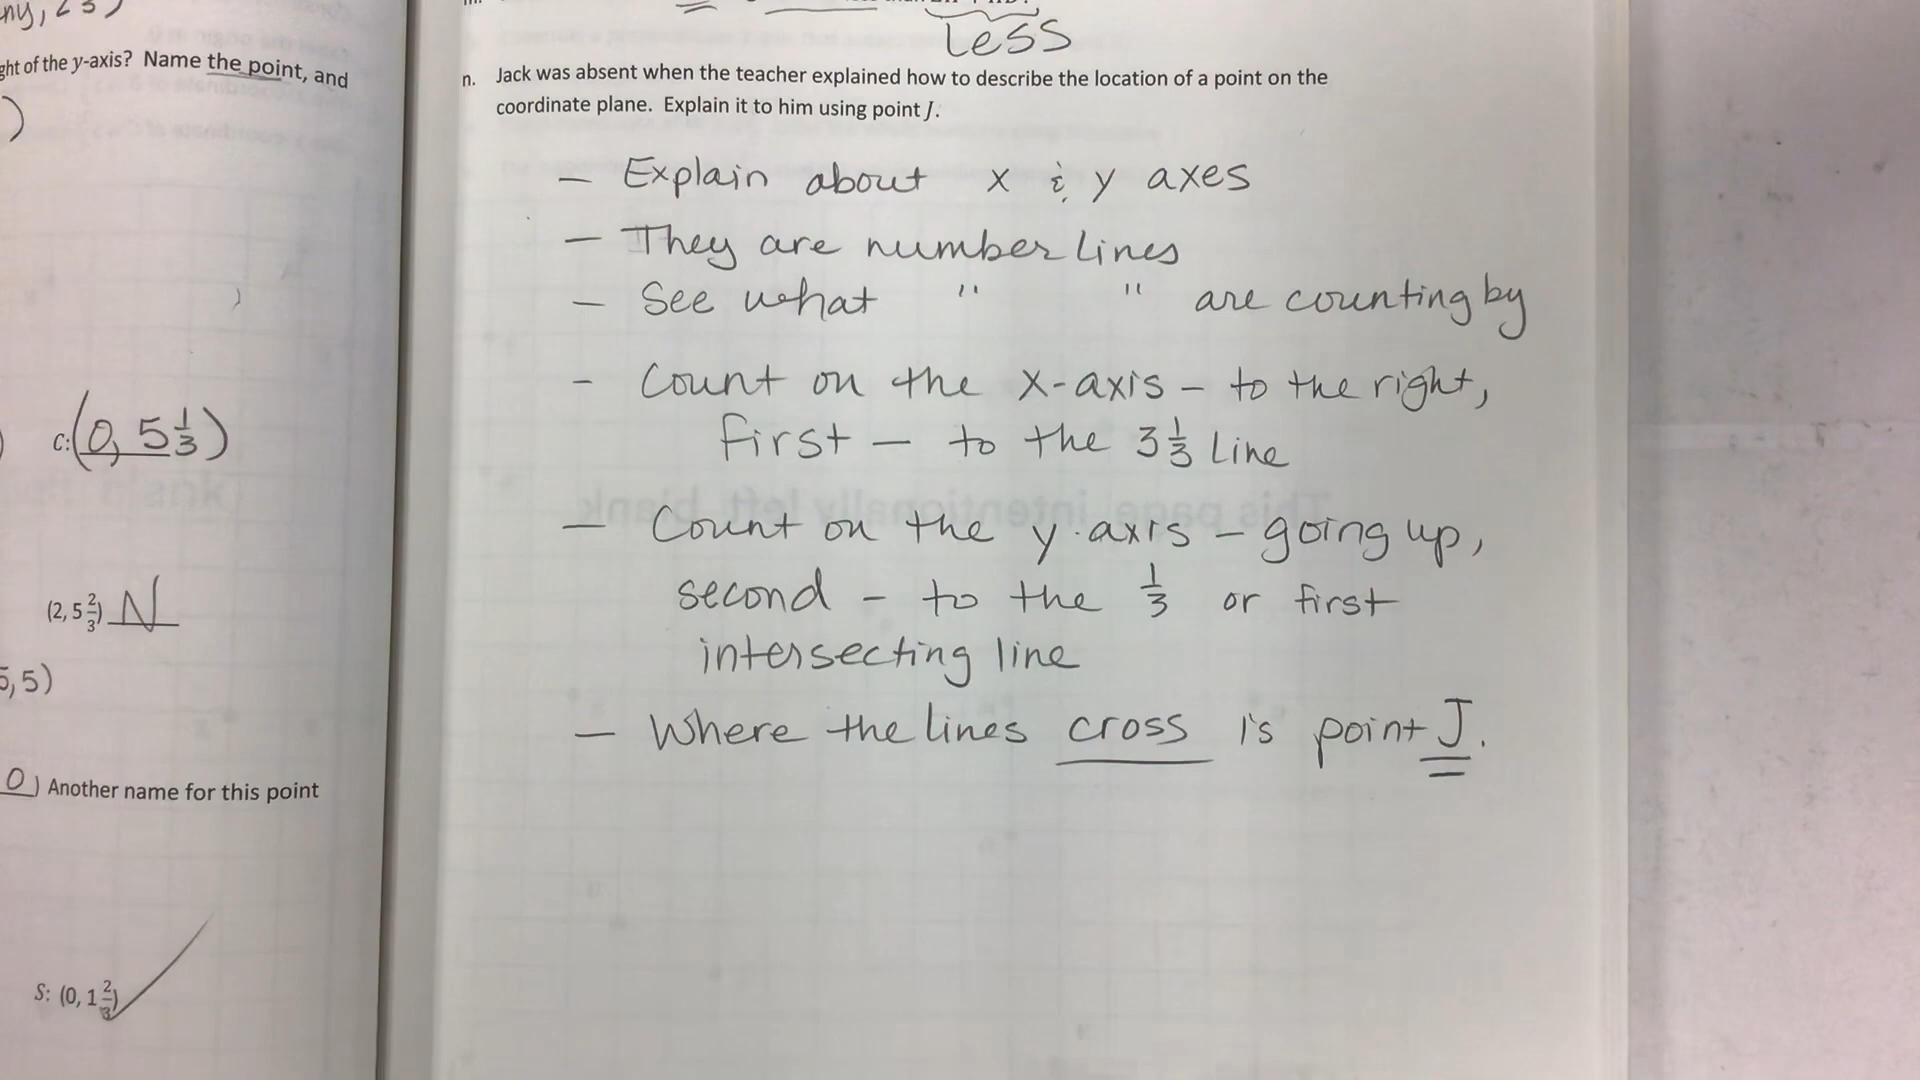 ght of the y-axis? Name the point, and
)
C: (0, 5 1/3)
(2, 5 2/3) N
5, 5)
0 ) Another name for this point
S: (0, 1 2/3)
Less
n. Jack was absent when the teacher explained how to describe the location of a point on the
coordinate plane. Explain it to him using point J.
– Explain about x & y axes
– They are number lines
– See what " " are counting by
- Count on the x-axis – to the right,
first – to the 3 1/3 line
– Count on the y-axis – going up,
second – to the 1/3 or first
intersecting line
– Where the lines cross is point J.
This page intentionally left blank